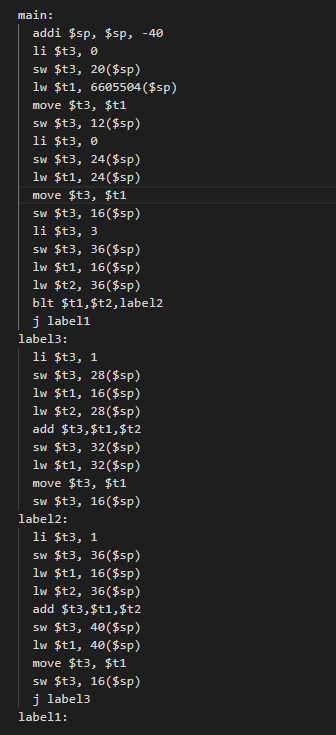 main:
addi $sp, $sp, -40
li $t3, 0
sw $t3, 20($sp)
lw $t1, 6605504($sp)
move $t3, $t1
sw $t3, 12($sp)
li $t3, 0
sw $t3, 24($sp)
lw $t1, 24($sp)
move $t3, $t1
sw $t3, 16($sp)
li $t3, 3
sw $t3, 36($sp)
lw $t1, 16($sp)
lw $t2, 36($sp)
blt $t1,$t2,label2
j label1
label3:
li $t3, 1
sw $t3, 28($sp)
lw $t1, 16($sp)
lw $t2, 28($sp)
add $t3,$t1,$t2
sw $t3, 32($sp)
lw $t1, 32($sp)
move $t3, $t1
sw $t3, 16($sp)
label2:
li $t3, 1
sw $t3, 36($sp)
lw $t1, 16($sp)
lw $t2, 36($sp)
add $t3,$t1,$t2
sw $t3, 40($sp)
lw $t1, 40($sp)
move $t3, $t1
sw $t3, 16($sp)
j label3
label1: